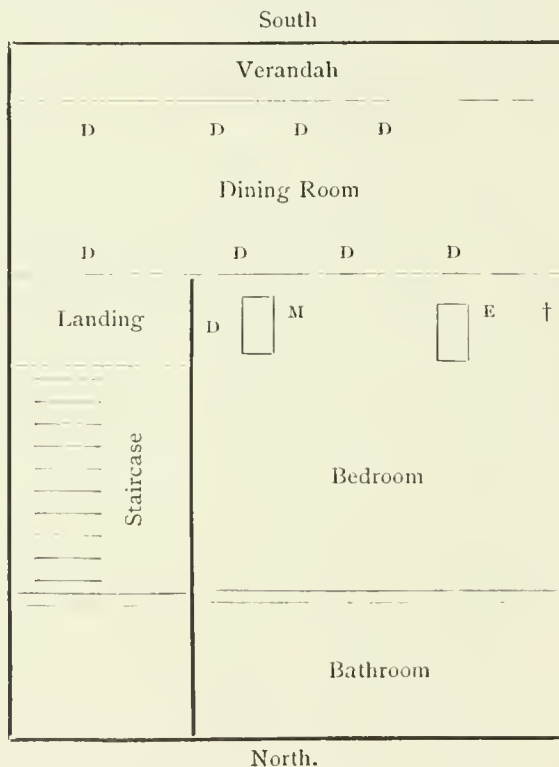 South
Verandah
D D D D
Dining Room
D D D D
Landing
D M E †
Staircase
Bedroom
Bathroom
North.